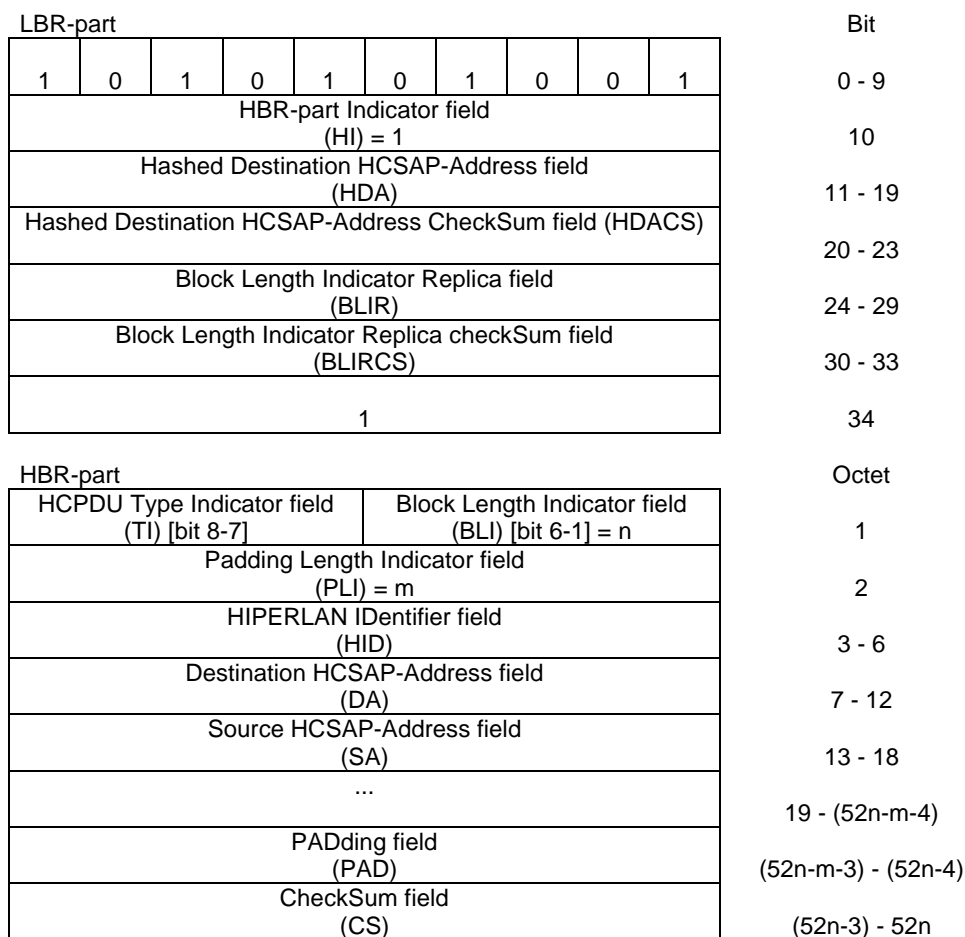 LBR-part Bit
1 0 1 0 1 0 1 0 0 1 0 - 9
HBR-part Indicator field
(HI) = 1 10
Hashed Destination HCSAP-Address field
(HDA) 11 - 19
Hashed Destination HCSAP-Address CheckSum field (HDACS)
20 - 23
Block Length Indicator Replica field
(BLIR) 24 - 29
Block Length Indicator Replica checkSum field
(BLIRCS) 30 - 33
1 34
HBR-part Octet
HCPDU Type Indicator field Block Length Indicator field
(TI) [bit 8-7] (BLI) [bit 6-1] = n 1
Padding Length Indicator field
(PLI) = m 2
HIPERLAN IDentifier field
(HID) 3 - 6
Destination HCSAP-Address field
(DA) 7 - 12
Source HCSAP-Address field
(SA) 13 - 18
...
19 - (52n-m-4)
PADding field
(PAD) (52n-m-3) - (52n-4)
CheckSum field
(CS) (52n-3) - 52n